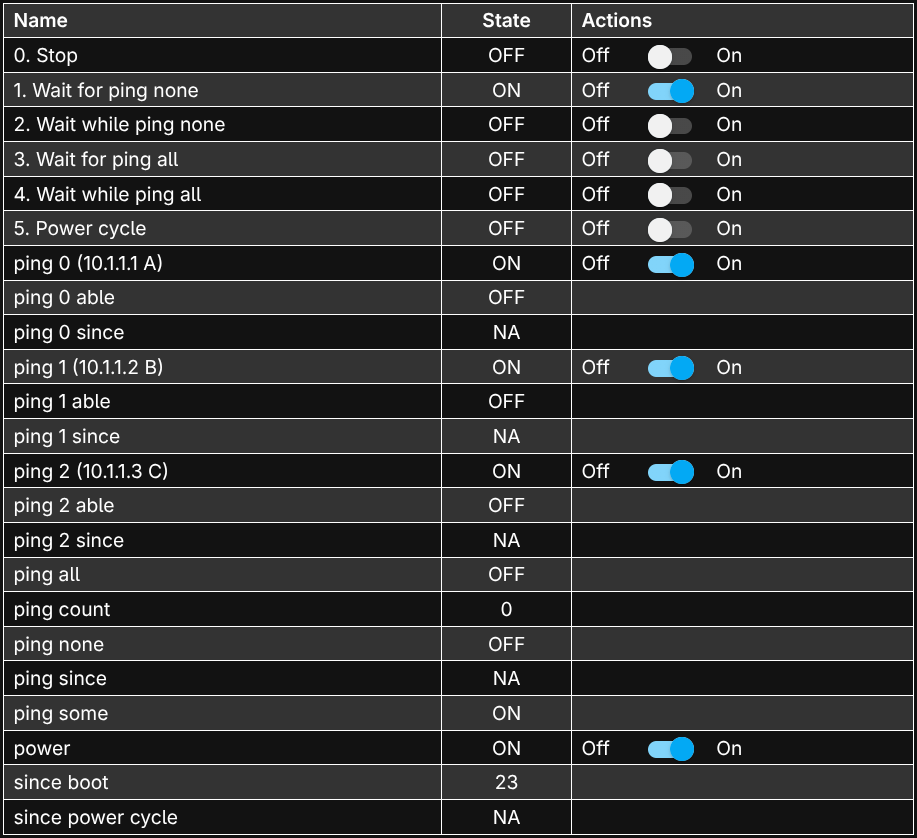 Name State Actions
0. Stop OFF Off On
1. Wait for ping none ON Off On
2. Wait while ping none OFF Off On
3. Wait for ping all OFF Off On
4. Wait while ping all OFF Off On
5. Power cycle OFF Off On
ping 0 (10.1.1.1 A) ON Off On
ping 0 able OFF
ping 0 since NA
ping 1 (10.1.1.2 B) ON Off On
ping 1 able OFF
ping 1 since NA
ping 2 (10.1.1.3 C) ON Off On
ping 2 able OFF
ping 2 since NA
ping all OFF
ping count 0
ping none OFF
ping since NA
ping some ON
power ON Off On
since boot 23
since power cycle NA